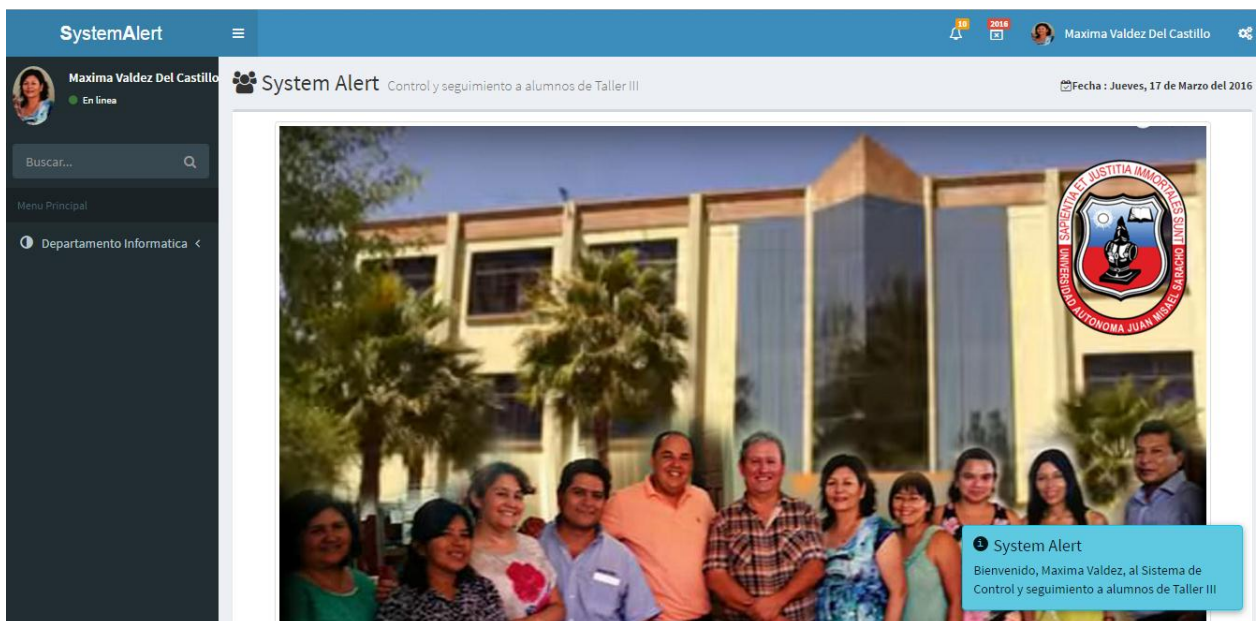 SystemAlert
10
2016
Maxima Valdez Del Castillo
Maxima Valdez Del Castillo
En linea
System Alert Control y seguimiento a alumnos de Taller III
Fecha : Jueves, 17 de Marzo del 2016
Buscar...
Menu Principal
Departamento Informatica
SAPIENTIA ET JUSTITIA IMMORTALES SUNT
UNIVERSIDAD AUTONOMA JUAN MISAEL SARACHO
System Alert
Bienvenido, Maxima Valdez, al Sistema de
Control y seguimiento a alumnos de Taller III